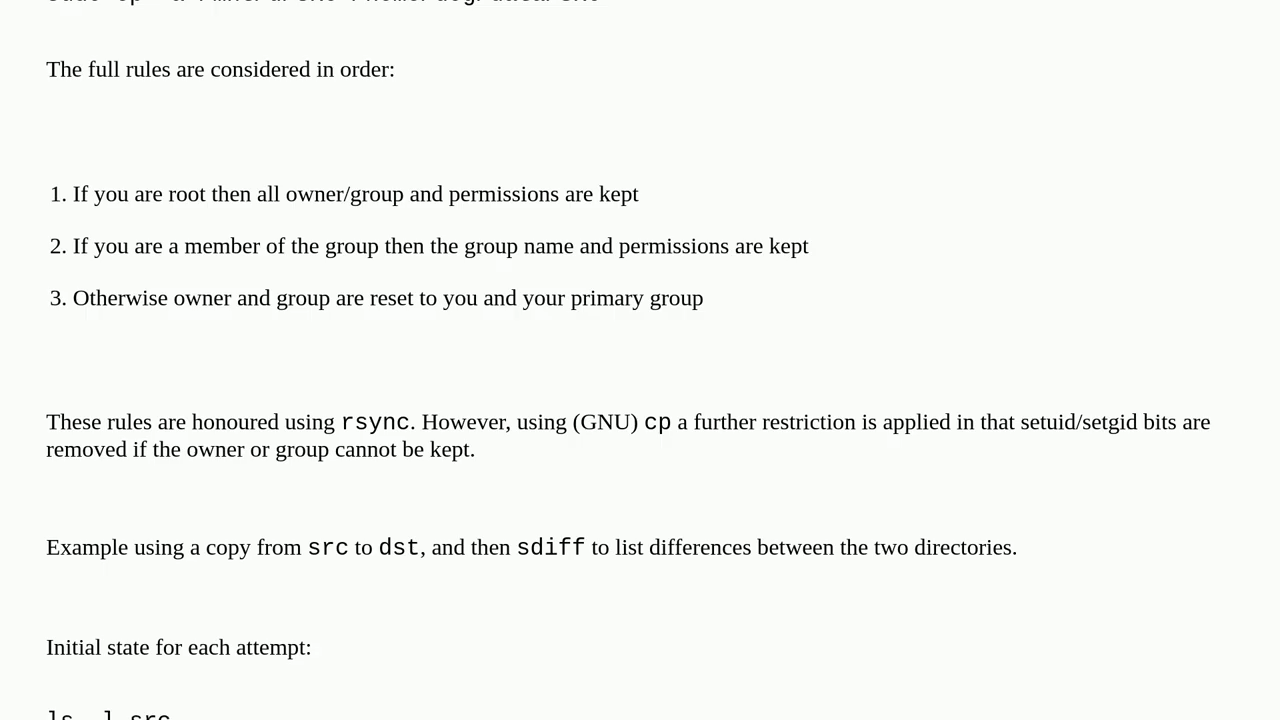 The full rules are considered in order:
1. If you are root then all owner/group and permissions are kept
2. If you are a member of the group then the group name and permissions are kept
3. Otherwise owner and group are reset to you and your primary group
These rules are honoured using rsync. However, using (GNU) cp a further restriction is applied in that setuid/setgid bits are
removed if the owner or group cannot be kept.
Example using a copy from src to dst, and then sdiff to list differences between the two directories.
Initial state for each attempt:
ls -l src